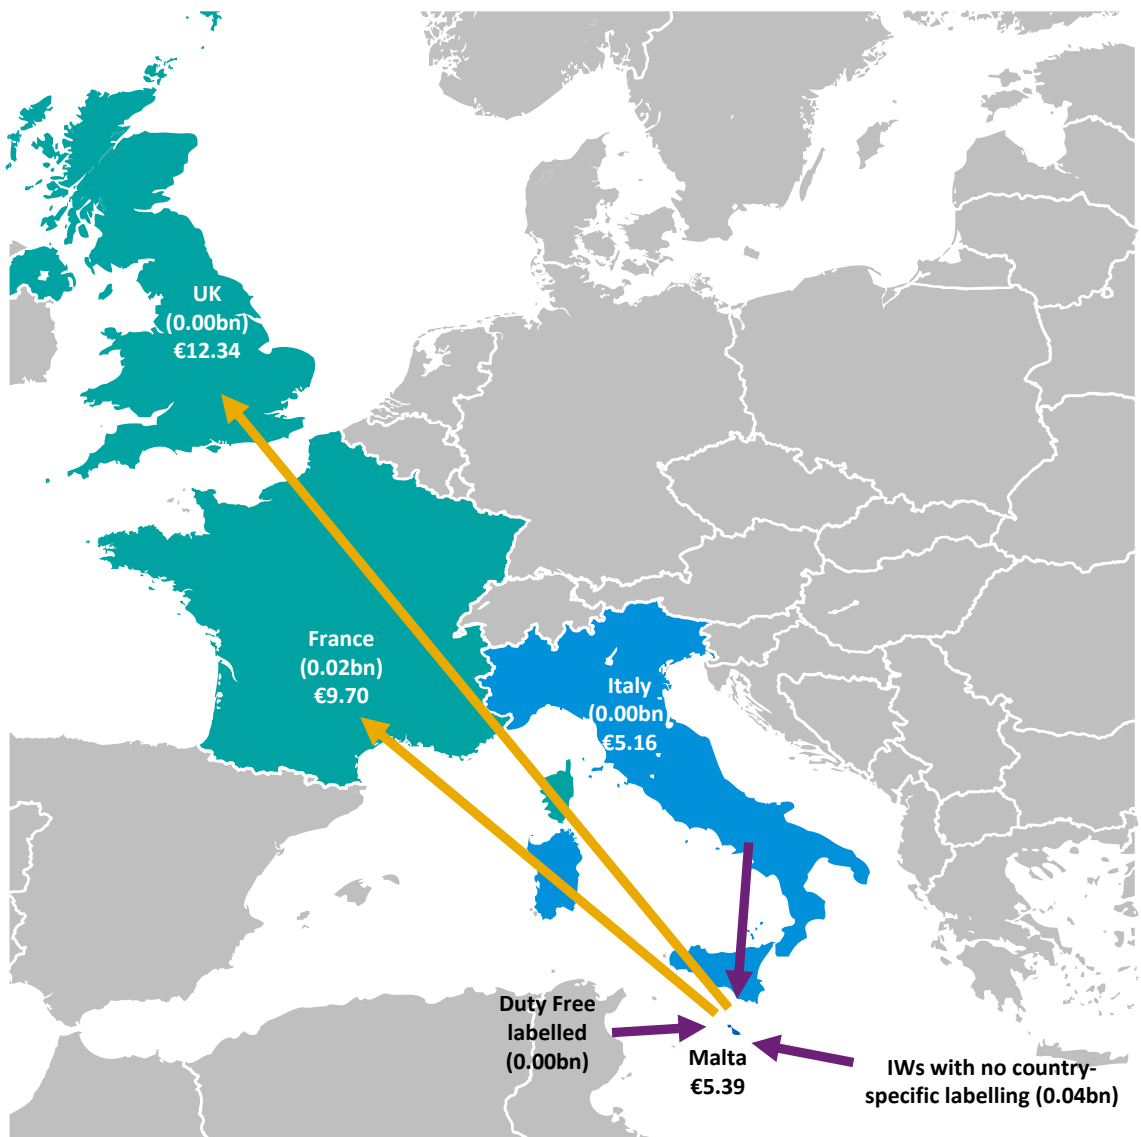 UK
(0.00bn)
€12.34
France
(0.02bn)
€9.70
Italy
(0.00bn)
€5.16
Duty Free
labelled
(0.00bn)
Malta
€5.39
IWs with no country-
specific labelling (0.04bn)